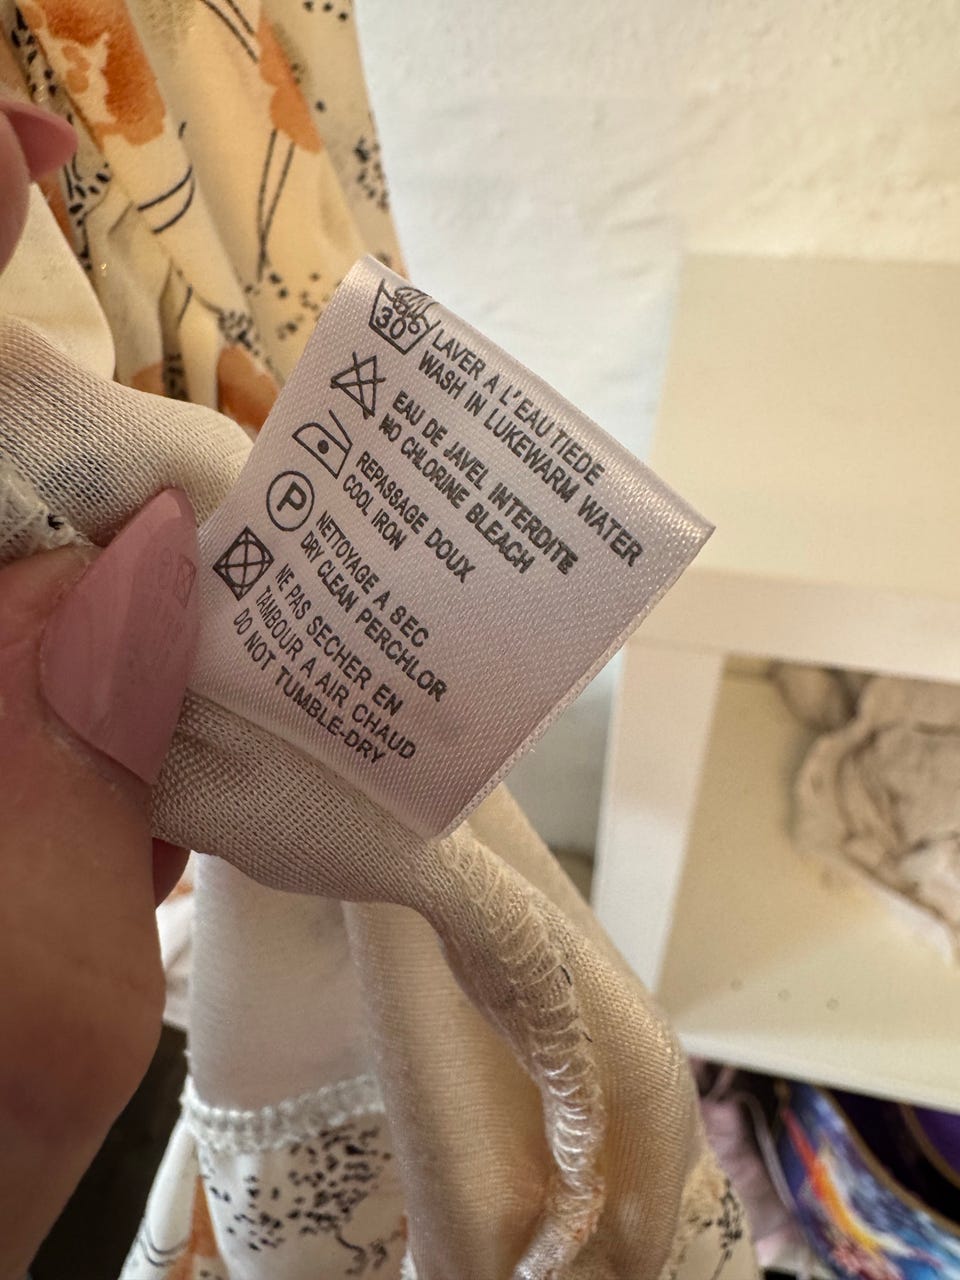 30°
LAVER A L'EAU TIEDE
WASH IN LUKEWARM WATER
EAU DE JAVEL INTERDITE
NO CHLORINE BLEACH
REPASSAGE DOUX
COOL IRON
P
NETTOYAGE A SEC
DRY CLEAN PERCHLOR
NE PAS SECHER EN
TAMBOUR A AIR CHAUD
DO NOT TUMBLE-DRY